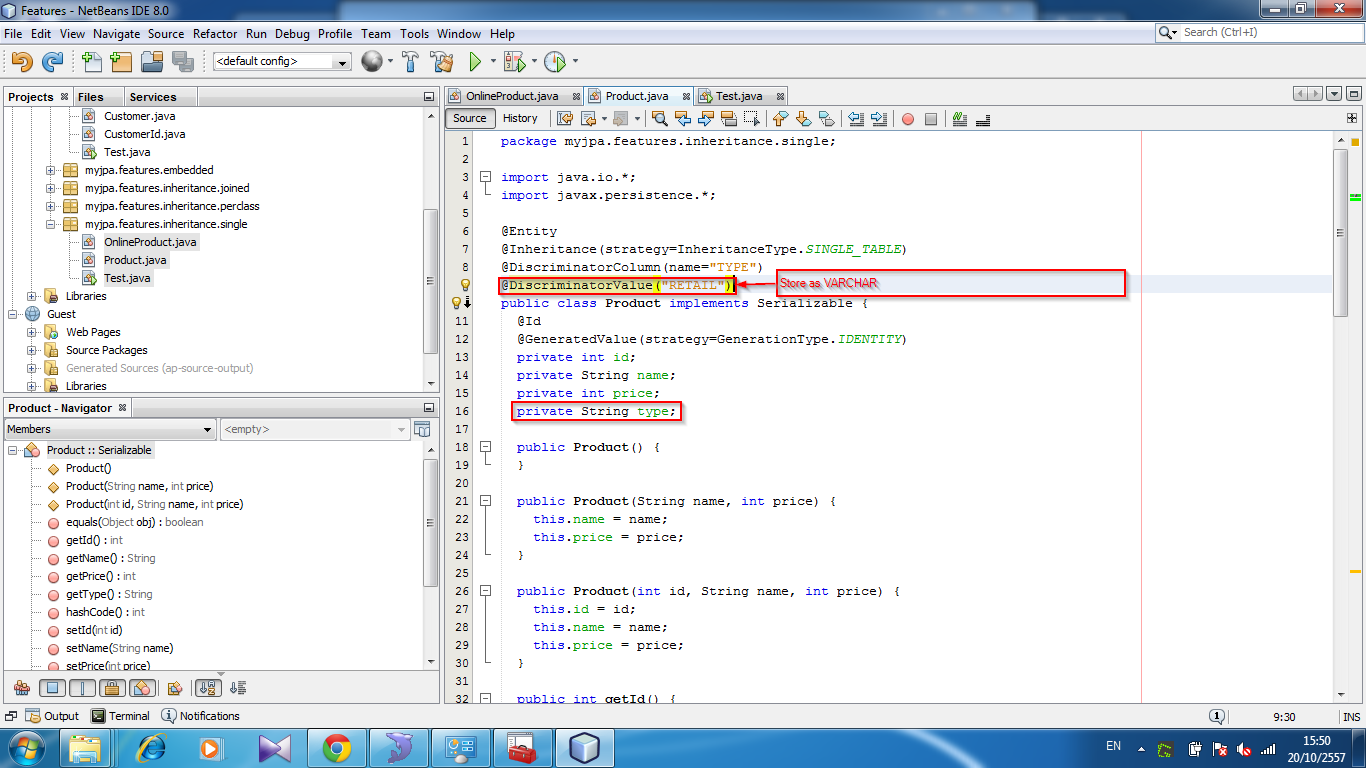 Features - NetBeans IDE 8.0
File Edit View Navigate Source Refactor Run Debug Profile Team Tools Window Help
Search (Ctrl+I)
<default config>
Projects Files Services
Customer.java
CustomerId.java
Test.java
myjpa.features.embedded
myjpa.features.inheritance.joined
myjpa.features.inheritance.perclass
myjpa.features.inheritance.single
OnlineProduct.java
Product.java
Test.java
Libraries
Guest
Web Pages
Source Packages
Generated Sources (ap-source-output)
Libraries
Product - Navigator
Members <empty>
Product :: Serializable
Product()
Product(String name, int price)
Product(int id, String name, int price)
equals(Object obj) : boolean
getId() : int
getName() : String
getPrice() : int
getType() : String
hashCode() : int
setId(int id)
setName(String name)
setPrice(int price)
OnlineProduct.java Product.java Test.java
Source History
1 package myjpa.features.inheritance.single;
2
3 import java.io.*;
4 import javax.persistence.*;
5
6 @Entity
7 @Inheritance(strategy=InheritanceType.SINGLE_TABLE)
8 @DiscriminatorColumn(name="TYPE")
@DiscriminatorValue("RETAIL") Store as VARCHAR
public class Product implements Serializable {
11 @Id
12 @GeneratedValue(strategy=GenerationType.IDENTITY)
13 private int id;
14 private String name;
15 private int price;
16 private String type;
17
18 public Product() {
19 }
20
21 public Product(String name, int price) {
22 this.name = name;
23 this.price = price;
24 }
25
26 public Product(int id, String name, int price) {
27 this.id = id;
28 this.name = name;
29 this.price = price;
30 }
31
32 public int getId() {
Output Terminal Notifications
1 9:30 INS
EN
15:50
20/10/2557